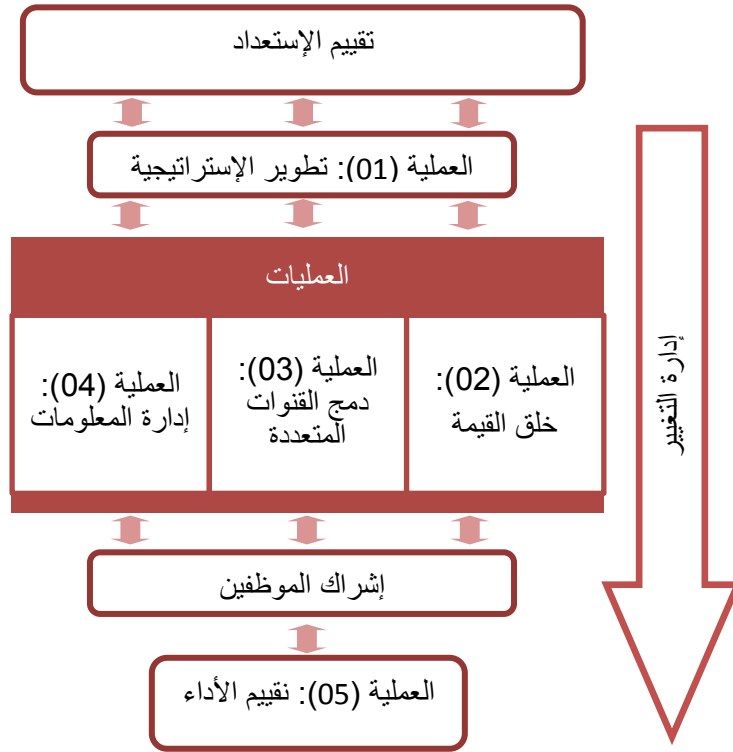 تقييم الإستعداد
العملية (01): تطوير الإستراتيجية
العمليات
العملية (02):
خلق القيمة
العملية (03):
دمج القنوات
المتعددة
العملية (04):
إدارة المعلومات
إشراك الموظفين
العملية (05): نقييم الأداء
إدارة التغيير